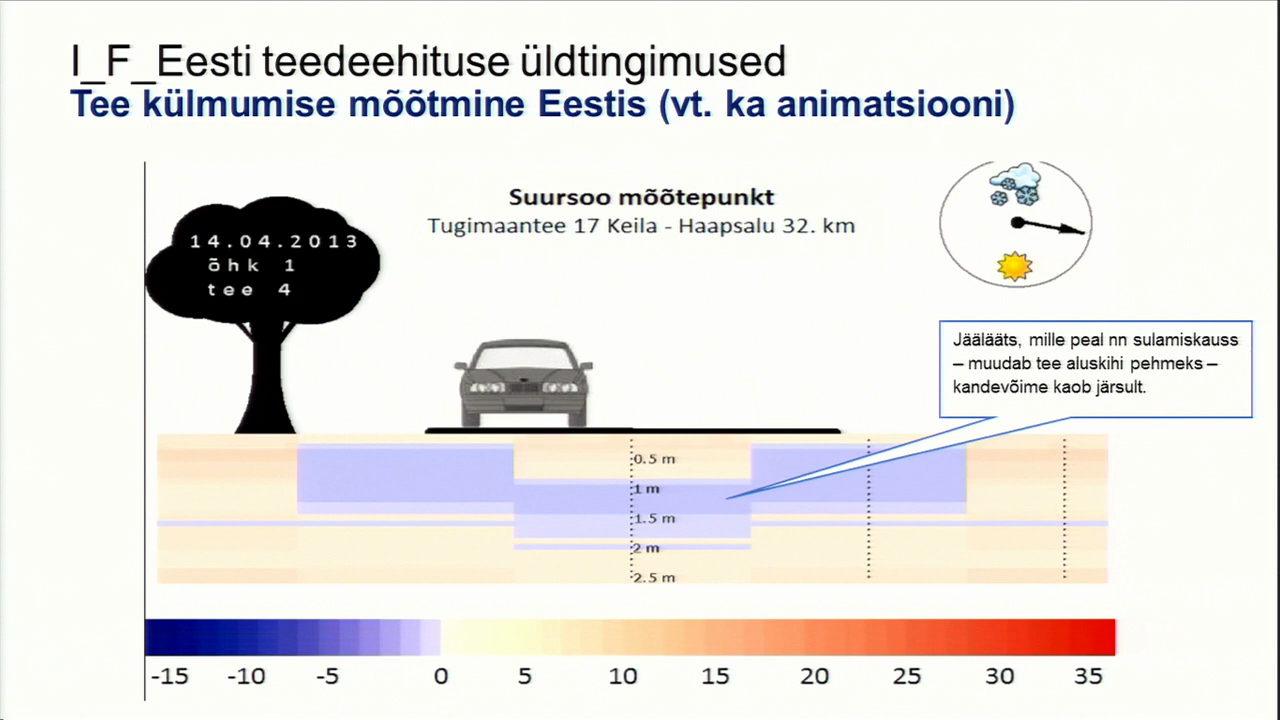 I_F_Eesti teedeehituse üldtingimused
Tee külmumise mõõtmine Eestis (vt. ka animatsiooni)
Suursoo mõõtepunkt
Tugimaantee 17 Keila - Haapsalu 32. km
14.04.2013
õhk 1
tee 4
Jäälääts, mille peal nn sulamiskauss
– muudab tee aluskihi pehmeks –
kandevõime kaob järsult.
0.5 m
1 m
1.5 m
2 m
2.5 m
-15 -10 -5 0 5 10 15 20 25 30 35